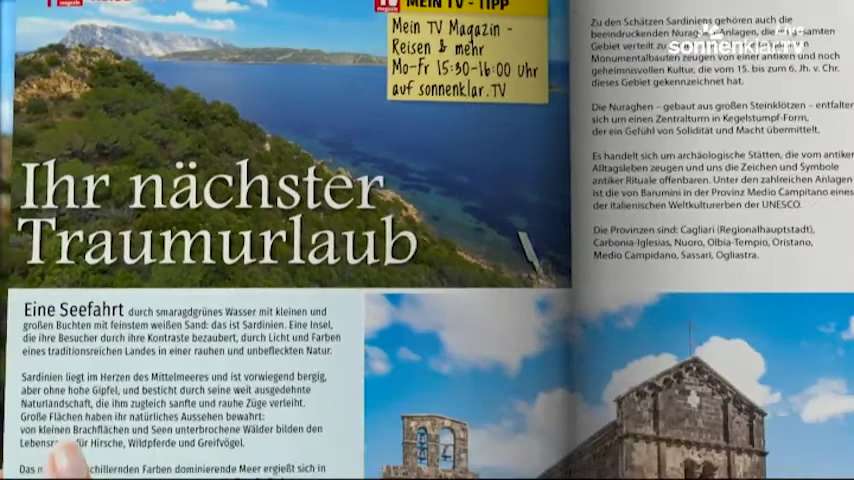 MEIN TV - TIPP
Mein TV Magazin -
Reisen & mehr
Mo-Fr 15:30-16:00 Uhr
auf sonnenklar.TV
Ihr nächster
Traumurlaub
Eine Seefahrt durch smaragdgrünes Wasser mit kleinen und
großen Buchten mit feinstem weißen Sand: das ist Sardinien. Eine Insel,
die ihre Besucher durch ihre Kontraste bezaubert, durch Licht und Farben
eines traditionsreichen Landes in einer rauhen und unbefleckten Natur.
Sardinien liegt im Herzen des Mittelmeeres und ist vorwiegend bergig,
aber ohne hohe Gipfel, und besticht durch seine weit ausgedehnte
Naturlandschaft, die ihm zugleich sanfte und rauhe Züge verleiht.
Große Flächen haben ihr natürliches Aussehen bewahrt:
von kleinen Brachflächen und Seen unterbrochene Wälder bilden den
für Hirsche, Wildpferde und Greifvögel.
schillernden Farben dominierende Meer ergießt sich in
Zu den Schätzen Sardiniens gehören auch die
beeindruckenden Anlagen, die
Gebiet verteilt
Monumentalbauten zeugen von einer antiken und noch
geheimnisvollen Kultur, die vom 15. bis zum 6. Jh. v. Chr.
dieses Gebiet gekennzeichnet hat.
Die Nuraghen – gebaut aus großen Steinklötzen – entfalten
sich um einen Zentralturm in Kegelstumpf-Form,
der ein Gefühl von Solidität und Macht übermittelt.
Es handelt sich um archäologische Stätten, die vom antiken
Alltagsleben zeugen und uns die Zeichen und Symbole
antiker Rituale offenbaren. Unter den zahlreichen Anlagen
ist die von Barumini in der Provinz Medio Campitano eines
der italienischen Weltkulturerben der UNESCO.
Die Provinzen sind: Cagliari (Regionalhauptstadt),
Carbonia-Iglesias, Nuoro, Olbia-Tempio, Oristano,
Medio Campidano, Sassari, Ogliastra.
Live
sonnenklar.TV